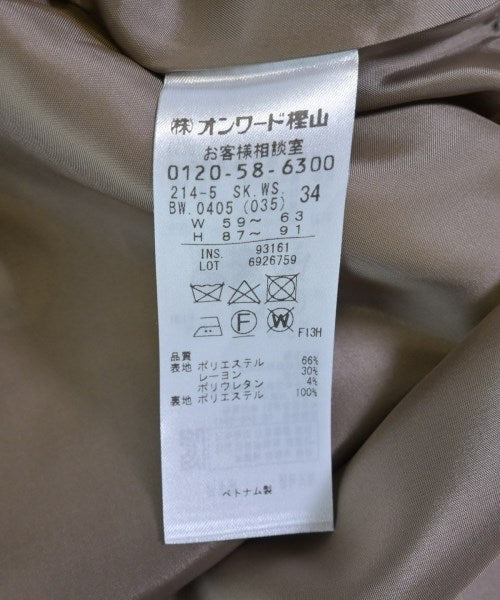 ㈱オンワード樫山
お客様相談室
0120-58-6300
214-5 SK.WS. 34
BW.0405 (035)
W 59～ 63
H 87～ 91
INS. 93161
LOT 6926759
F W F13H
品質
表地 ポリエステル 66%
レーヨン 30%
ポリウレタン 4%
裏地 ポリエステル 100%
ベトナム製